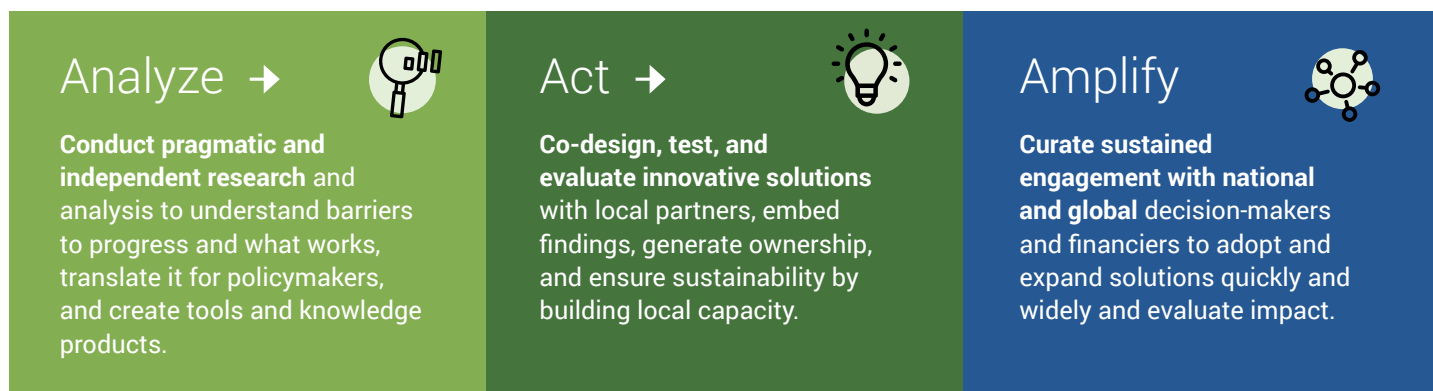 Analyze →
Conduct pragmatic and
independent research and
analysis to understand barriers
to progress and what works,
translate it for policymakers,
and create tools and knowledge
products.
Act →
Co-design, test, and
evaluate innovative solutions
with local partners, embed
findings, generate ownership,
and ensure sustainability by
building local capacity.
Amplify
Curate sustained
engagement with national
and global decision-makers
and financiers to adopt and
expand solutions quickly and
widely and evaluate impact.